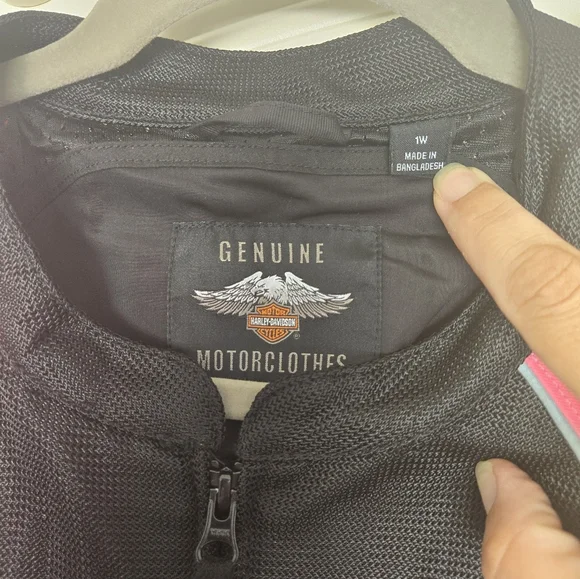 1W
MADE IN
BANGLADESH
GENUINE
MOTOR
HARLEY-DAVIDSON
CYCLES
®
MOTORCLOTHES